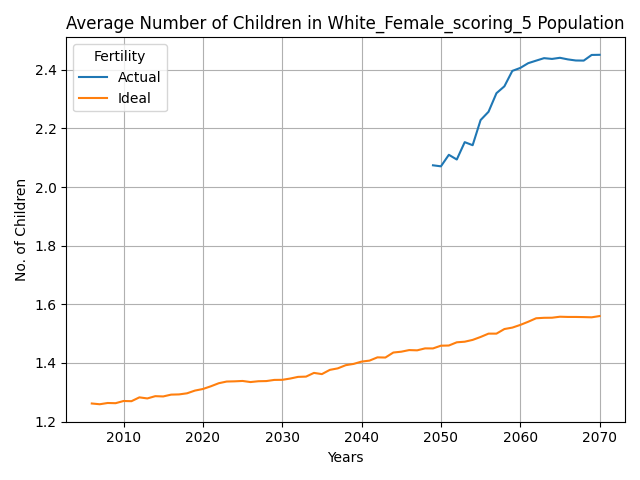 Average Number of Children in White_Female_scoring_5 Population
Fertility
Actual
Ideal
No. of Children
2.4
2.2
2.0
1.8
1.6
1.4
1.2
2010 2020 2030 2040 2050 2060 2070
Years